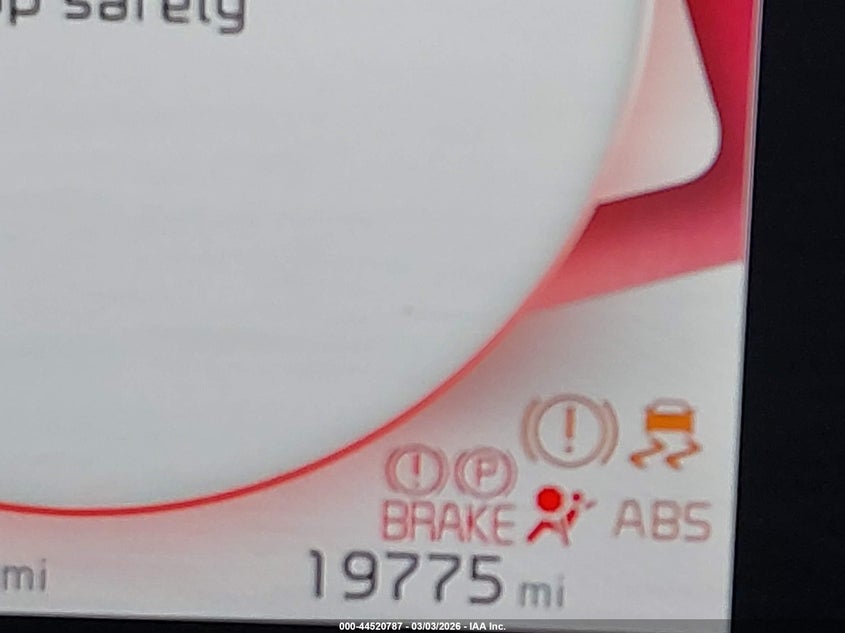 safely
P
BRAKE ABS
mi 19775 mi
000-44520787 - 03/03/2026 - IAA Inc.